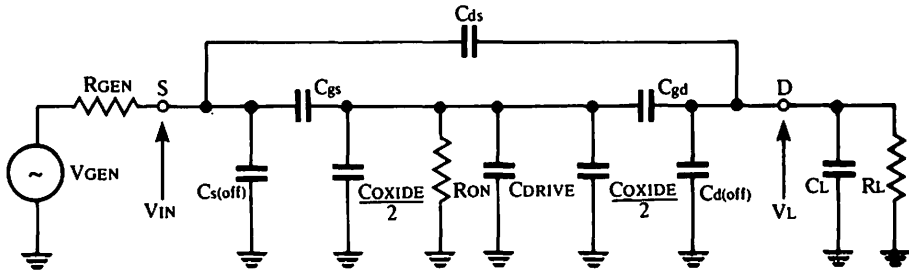 Cds
RGEN
S
Cgs
Cgd
D
~
VGEN
VIN
Cs(off)
COXIDE
2
RON
CDRIVE
COXIDE
2
Cd(off)
VL
CL
RL